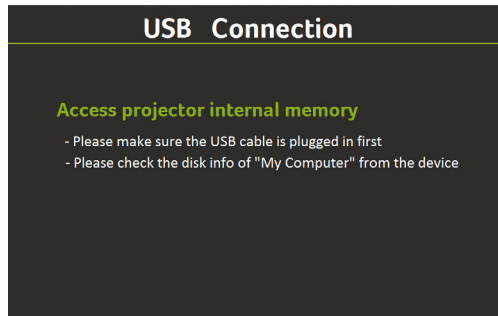 USB Connection
Access projector internal memory
- Please make sure the USB cable is plugged in first
- Please check the disk info of "My Computer" from the device